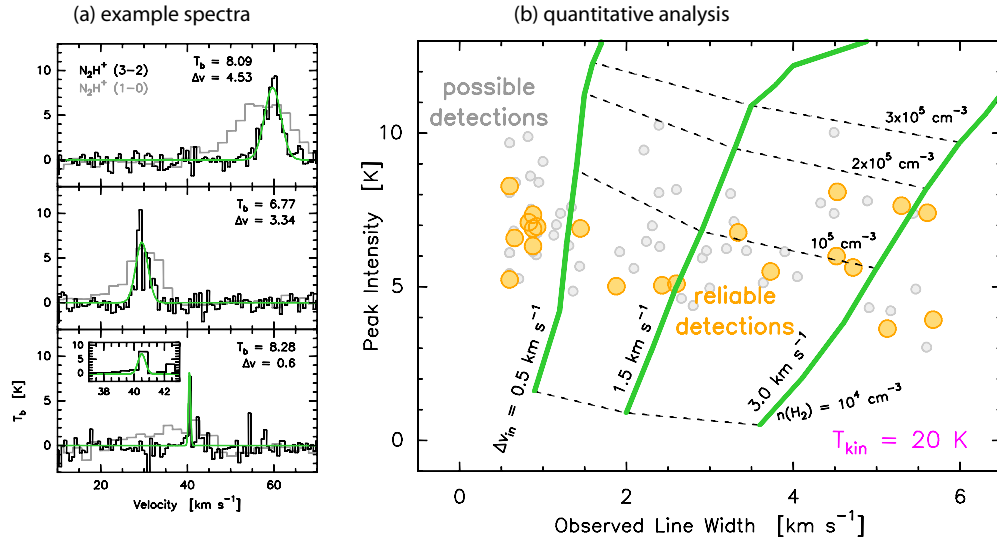 (a) example spectra
N₂H⁺ (3−2)
N₂H⁺ (1−0)
T_b = 8.09
Δv = 4.53
10
5
0
T_b = 6.77
Δv = 3.34
10
5
0
T_b = 8.28
Δv = 0.6
10
5
0
36
38
40
42
10
5
0
T_b [K]
20
40
60
Velocity [km s⁻¹]
(b) quantitative analysis
possible
detections
3x10⁵ cm⁻³
2x10⁵ cm⁻³
10⁵ cm⁻³
reliable
detections
Δv_in = 0.5 km s⁻¹
1.5 km s⁻¹
3.0 km s⁻¹
n(H₂) = 10⁴ cm⁻³
T_kin = 20 K
10
5
0
Peak Intensity [K]
0
2
4
6
Observed Line Width [km s⁻¹]